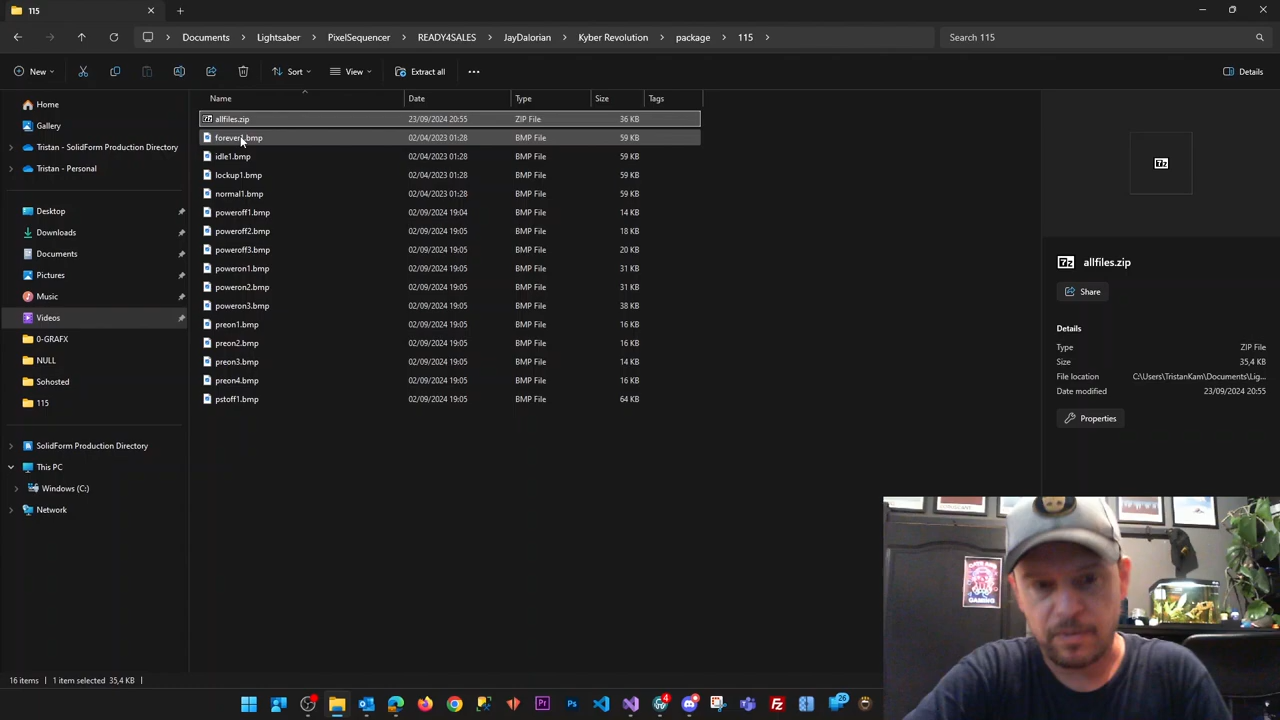 115
Documents > Lightsaber > PixelSequencer > READY4SALES > JayDalorian > Kyber Revolution > package > 115 >
Search 115
New
Sort
View
Extract all
Details
Home
Gallery
Tristan - SolidForm Production Directory
Tristan - Personal
Desktop
Downloads
Documents
Pictures
Music
Videos
0-GRAFX
NULL
Sohosted
115
SolidForm Production Directory
This PC
Windows (C:)
Network
Name Date Type Size Tags
allfiles.zip 23/09/2024 20:55 ZIP File 36 KB
forever1.bmp 02/04/2023 01:28 BMP File 59 KB
idle1.bmp 02/04/2023 01:28 BMP File 59 KB
lockup1.bmp 02/04/2023 01:28 BMP File 59 KB
normal1.bmp 02/04/2023 01:28 BMP File 59 KB
poweroff1.bmp 02/09/2024 19:04 BMP File 14 KB
poweroff2.bmp 02/09/2024 19:05 BMP File 18 KB
poweroff3.bmp 02/09/2024 19:05 BMP File 20 KB
poweron1.bmp 02/09/2024 19:05 BMP File 31 KB
poweron2.bmp 02/09/2024 19:05 BMP File 31 KB
poweron3.bmp 02/09/2024 19:05 BMP File 38 KB
preon1.bmp 02/09/2024 19:05 BMP File 16 KB
preon2.bmp 02/09/2024 19:05 BMP File 16 KB
preon3.bmp 02/09/2024 19:05 BMP File 14 KB
preon4.bmp 02/09/2024 19:05 BMP File 16 KB
pstoff1.bmp 02/09/2024 19:05 BMP File 64 KB
7z
7z allfiles.zip
Share
Details
Type ZIP File
Size 35,4 KB
File location C:\Users\TristanKam\Documents\Lig...
Date modified 23/09/2024 20:55
Properties
CATS AND
GAMING
16 items 1 item selected 35,4 KB
Pr
Ps
4
Fz
26